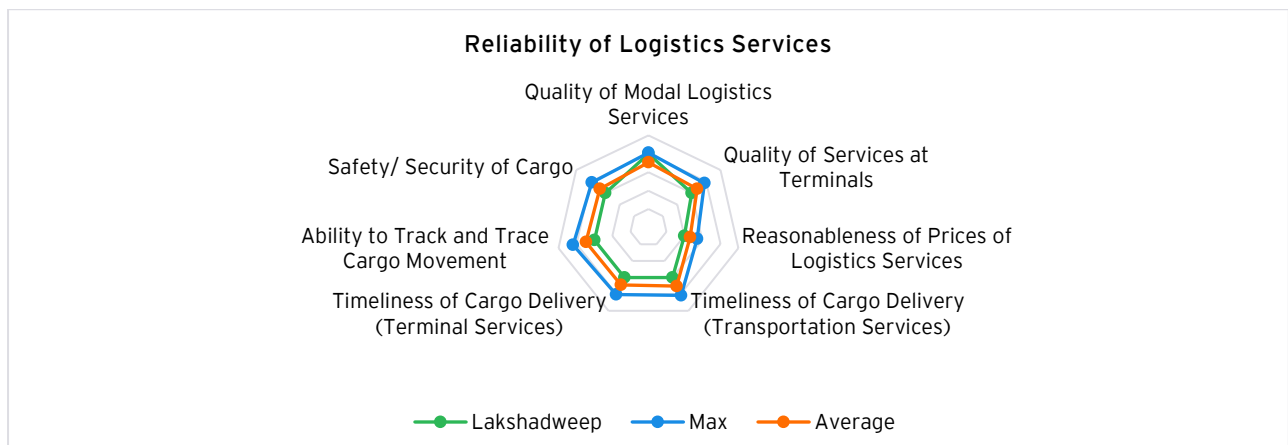 Reliability of Logistics Services
Quality of Modal Logistics
Services
Quality of Services at
Terminals
Reasonableness of Prices of
Logistics Services
Timeliness of Cargo Delivery
(Transportation Services)
Timeliness of Cargo Delivery
(Terminal Services)
Ability to Track and Trace
Cargo Movement
Safety/ Security of Cargo
Lakshadweep
Max
Average